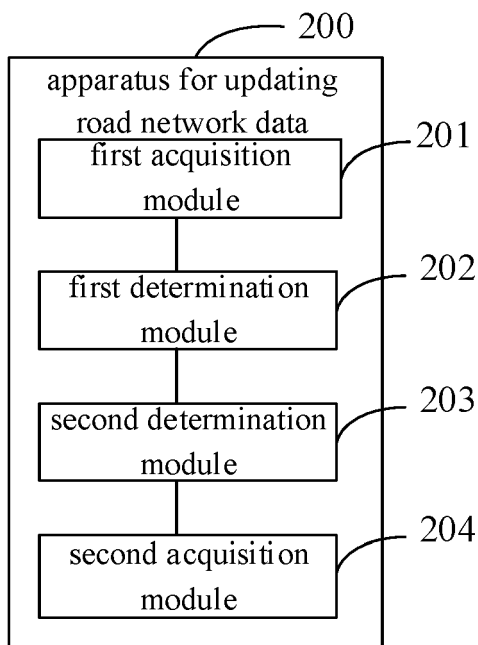 200
apparatus for updating
road network data
first acquisition
module
201
first determination
module
202
second determination
module
203
second acquisition
module
204